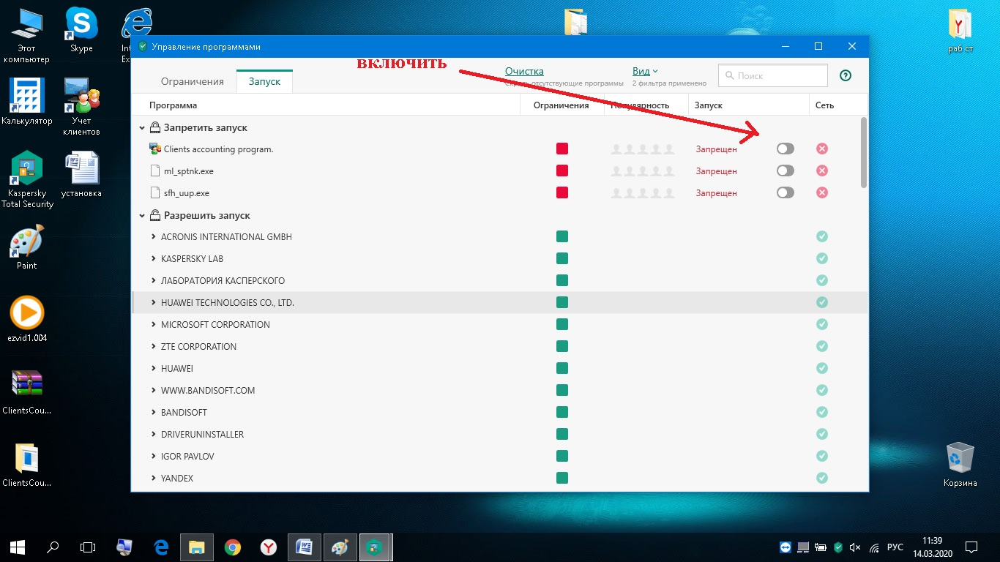 Этот
компьютер
Skype
Int
Ex
раб ст
Управление программами
включить
Ограничения
Запуск
Очистка
отсутствующие программы
Вид
2 фильтра применено
Поиск
Программа
Ограничения
Популярность
Запуск
Сеть
Запретить запуск
Clients accounting program.
Запрещен
ml_sptnk.exe
Запрещен
sfh_uup.exe
Запрещен
Разрешить запуск
ACRONIS INTERNATIONAL GMBH
KASPERSKY LAB
ЛАБОРАТОРИЯ КАСПЕРСКОГО
HUAWEI TECHNOLOGIES CO., LTD.
MICROSOFT CORPORATION
ZTE CORPORATION
HUAWEI
WWW.BANDISOFT.COM
BANDISOFT
DRIVERUNINSTALLER
IGOR PAVLOV
YANDEX
Калькулятор
Учет
клиентов
Kaspersky
Total Security
установка
Paint
ezvid1.004
ClientsCou...
ClientsCou...
Корзина
РУС
11:39
14.03.2020